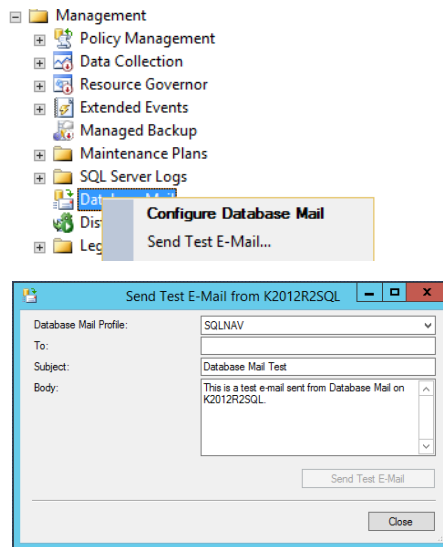 Management
Policy Management
Data Collection
Resource Governor
Extended Events
Managed Backup
Maintenance Plans
SQL Server Logs
Configure Database Mail
Send Test E-Mail...
Send Test E-Mail from K2012R2SQL
Database Mail Profile: SQLNAV
To:
Subject: Database Mail Test
Body: This is a test e-mail sent from Database Mail on
K2012R2SQL.
Send Test E-Mail
Close